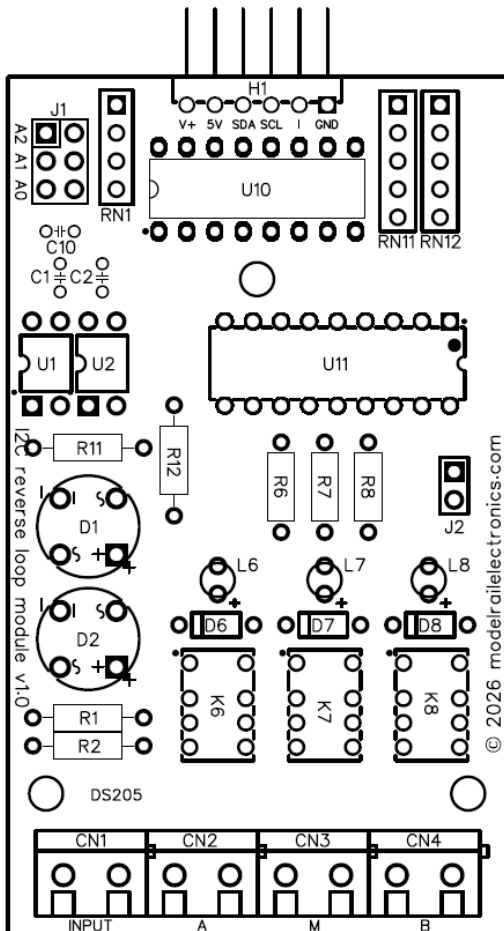 H1
V+ 5V SDA SCL I GND
J1
A2
A1
A0
RN1
U10
RN11 RN12
C10
C1 C2
U1 U2
U11
R11
R12
R6 R7 R8
J2
I2C reverse loop module v1.0
D1
I I S
S + +
L6 L7 L8
+ + +
D6 D7 D8
D2
I I S
S + +
K6 K7 K8
R1
R2
© 2026 modelrailelectronics.com
DS205
CN1 CN2 CN3 CN4
INPUT A M B